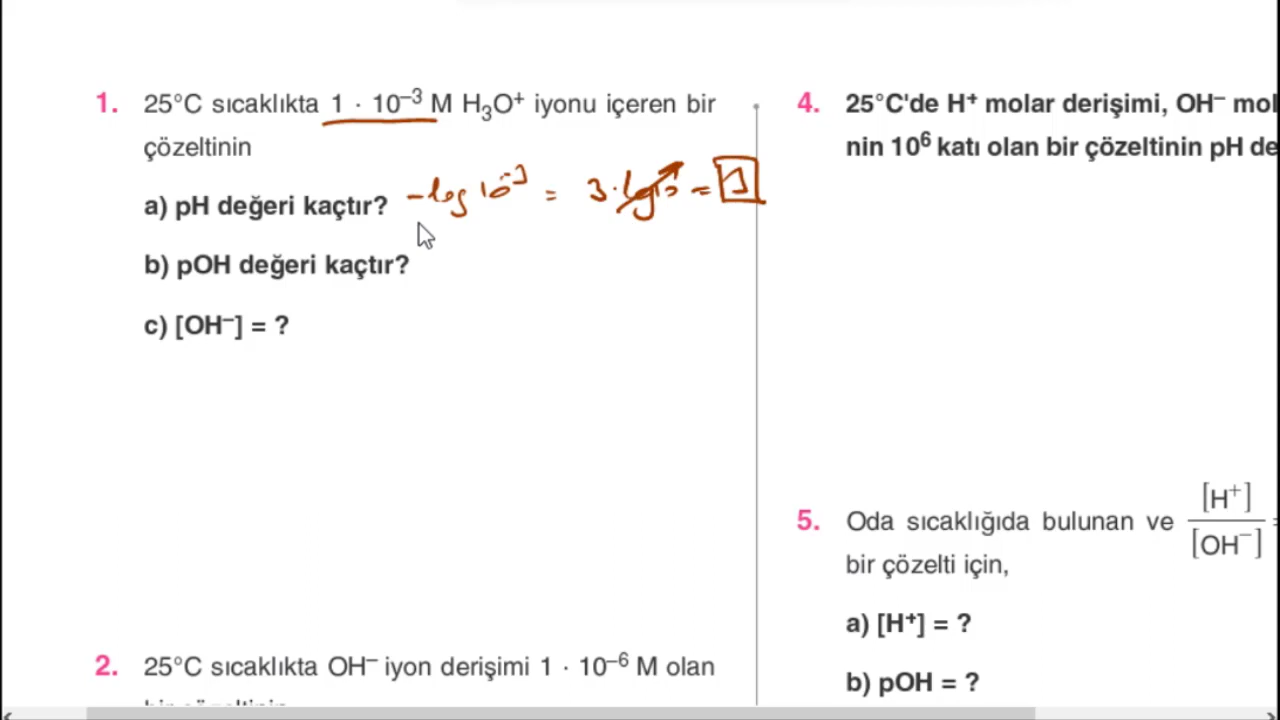 1. 25°C sıcaklıkta 1 · 10⁻³ M H₃O⁺ iyonu içeren bir
çözeltinin
a) pH değeri kaçtır? -log 10⁻³ = 3·log10 = 3
b) pOH değeri kaçtır?
c) [OH⁻] = ?
2. 25°C sıcaklıkta OH⁻ iyon derişimi 1 · 10⁻⁶ M olan
4. 25°C'de H⁺ molar derişimi, OH⁻ mol
nin 10⁶ katı olan bir çözeltinin pH de
5. Oda sıcaklığıda bulunan ve [H⁺]
[OH⁻]
bir çözelti için,
a) [H⁺] = ?
b) pOH = ?